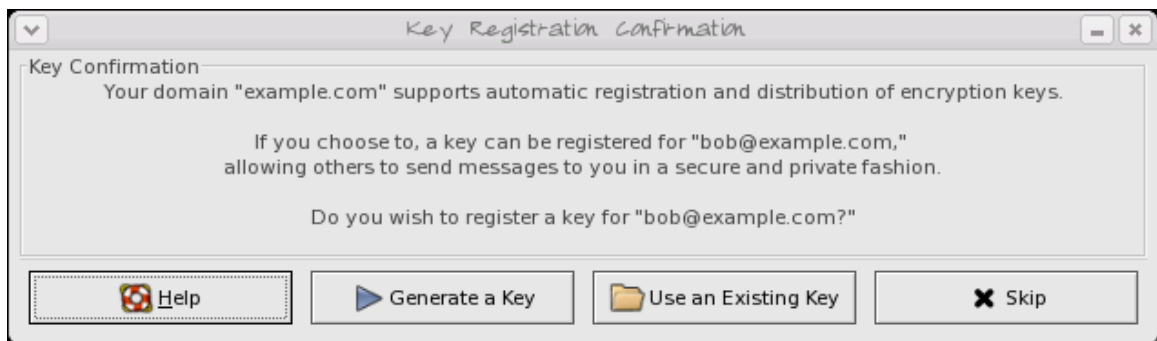 Key Registration Confirmation
Key Confirmation
Your domain "example.com" supports automatic registration and distribution of encryption keys.
If you choose to, a key can be registered for "bob@example.com,"
allowing others to send messages to you in a secure and private fashion.
Do you wish to register a key for "bob@example.com?"
Help
Generate a Key
Use an Existing Key
Skip